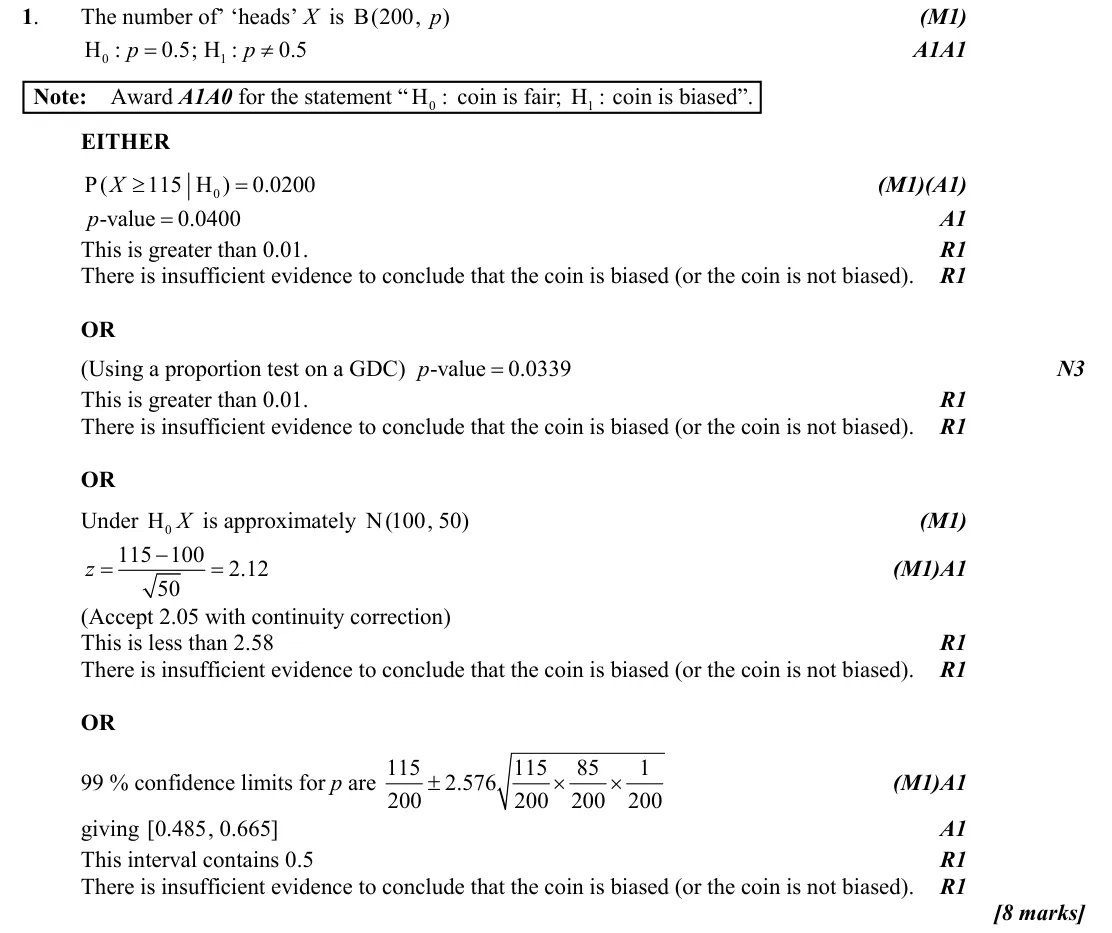 1. The number of’ ‘heads’ X is B(200, p) (M1)
H₀ : p = 0.5; H₁ : p ≠ 0.5 A1A1
Note: Award A1A0 for the statement “H₀ : coin is fair; H₁ : coin is biased”.
EITHER
P(X ≥ 115 | H₀) = 0.0200 (M1)(A1)
p-value = 0.0400 A1
This is greater than 0.01. R1
There is insufficient evidence to conclude that the coin is biased (or the coin is not biased). R1
OR
(Using a proportion test on a GDC) p-value = 0.0339 N3
This is greater than 0.01. R1
There is insufficient evidence to conclude that the coin is biased (or the coin is not biased). R1
OR
Under H₀ X is approximately N(100, 50) (M1)
z = (115 − 100)/√50 = 2.12 (M1)A1
(Accept 2.05 with continuity correction)
This is less than 2.58 R1
There is insufficient evidence to conclude that the coin is biased (or the coin is not biased). R1
OR
99 % confidence limits for p are 115/200 ± 2.576√(115/200 × 85/200 × 1/200) (M1)A1
giving [0.485, 0.665] A1
This interval contains 0.5 R1
There is insufficient evidence to conclude that the coin is biased (or the coin is not biased). R1
[8 marks]